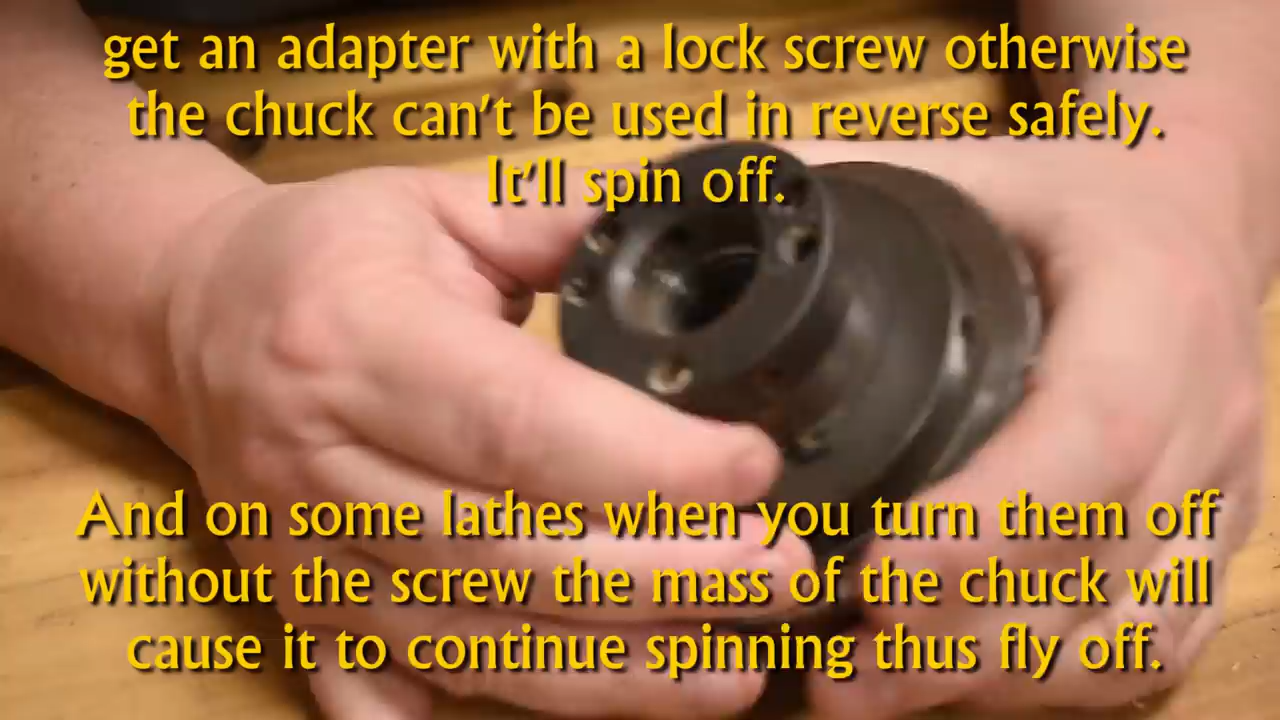 get an adapter with a lock screw otherwise
the chuck can't be used in reverse safely.
It'll spin off.
And on some lathes when you turn them off
without the screw the mass of the chuck will
cause it to continue spinning thus fly off.